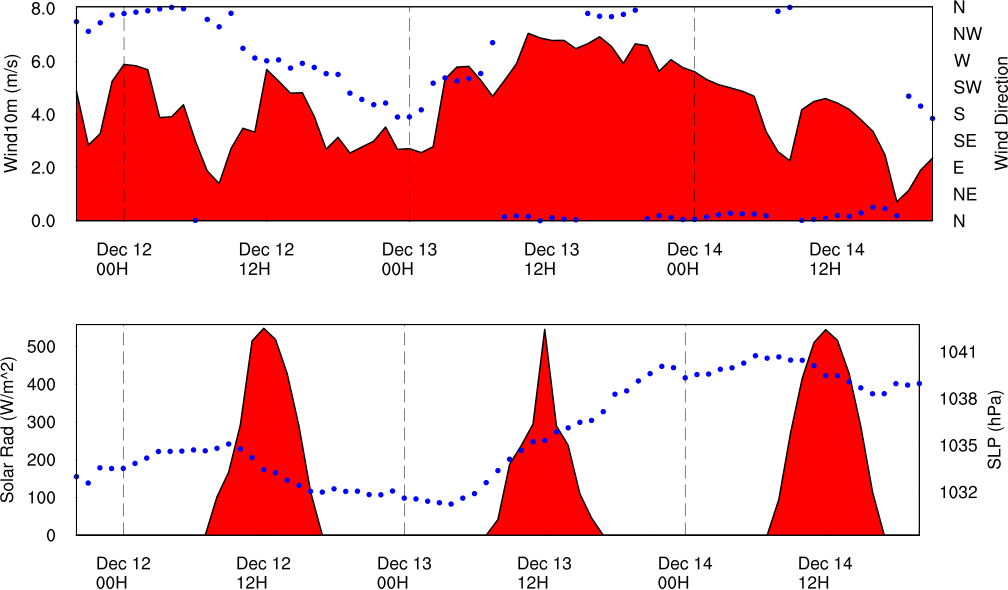 Wind10m (m/s)
8.0
6.0
4.0
2.0
0.0
N
NW
W
SW
S
SE
E
NE
N
Wind Direction
Dec 12 Dec 12 Dec 13 Dec 13 Dec 14 Dec 14
00H 12H 00H 12H 00H 12H
Solar Rad (W/m^2)
500
400
300
200
100
0
1041
1038
1035
1032
SLP (hPa)
Dec 12 Dec 12 Dec 13 Dec 13 Dec 14 Dec 14
00H 12H 00H 12H 00H 12H